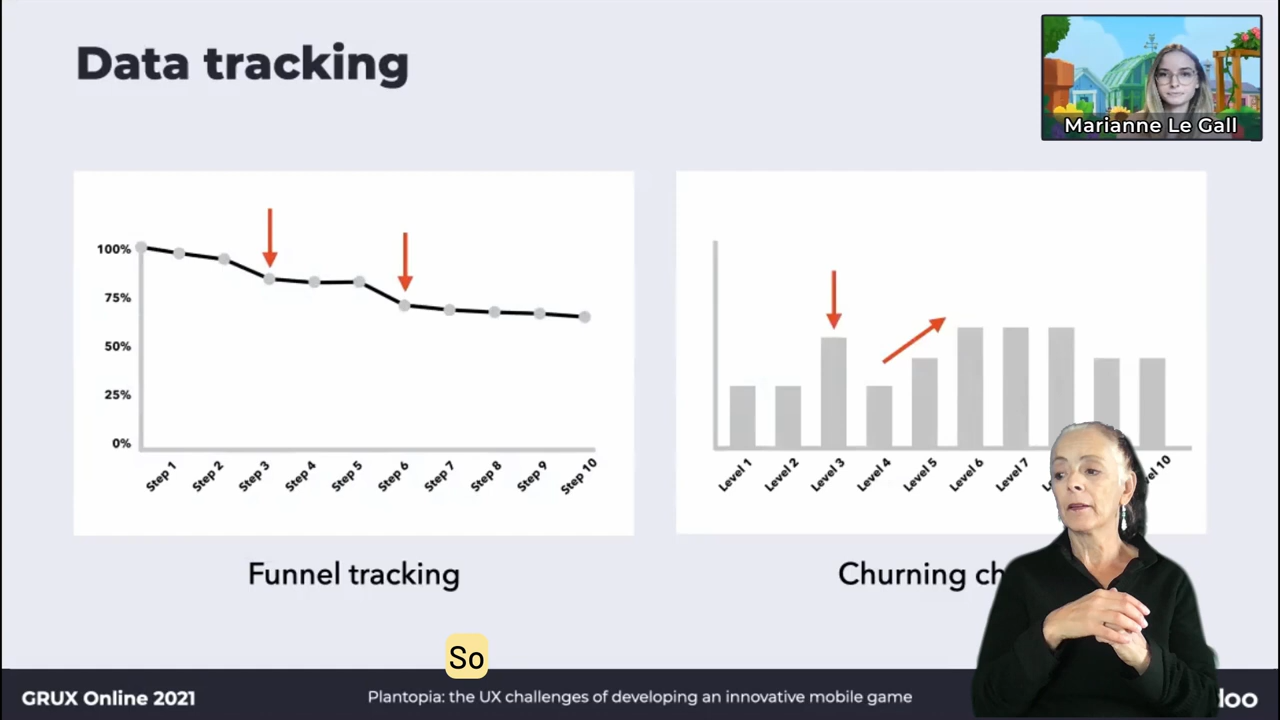 Data tracking
Marianne Le Gall
100%
75%
50%
25%
0%
Step 1
Step 2
Step 3
Step 4
Step 5
Step 6
Step 7
Step 8
Step 9
Step 10
Level 1
Level 2
Level 3
Level 4
Level 5
Level 6
Level 7
Funnel tracking
Churning
So
GRUX Online 2021
Plantopia: the UX challenges of developing an innovative mobile game